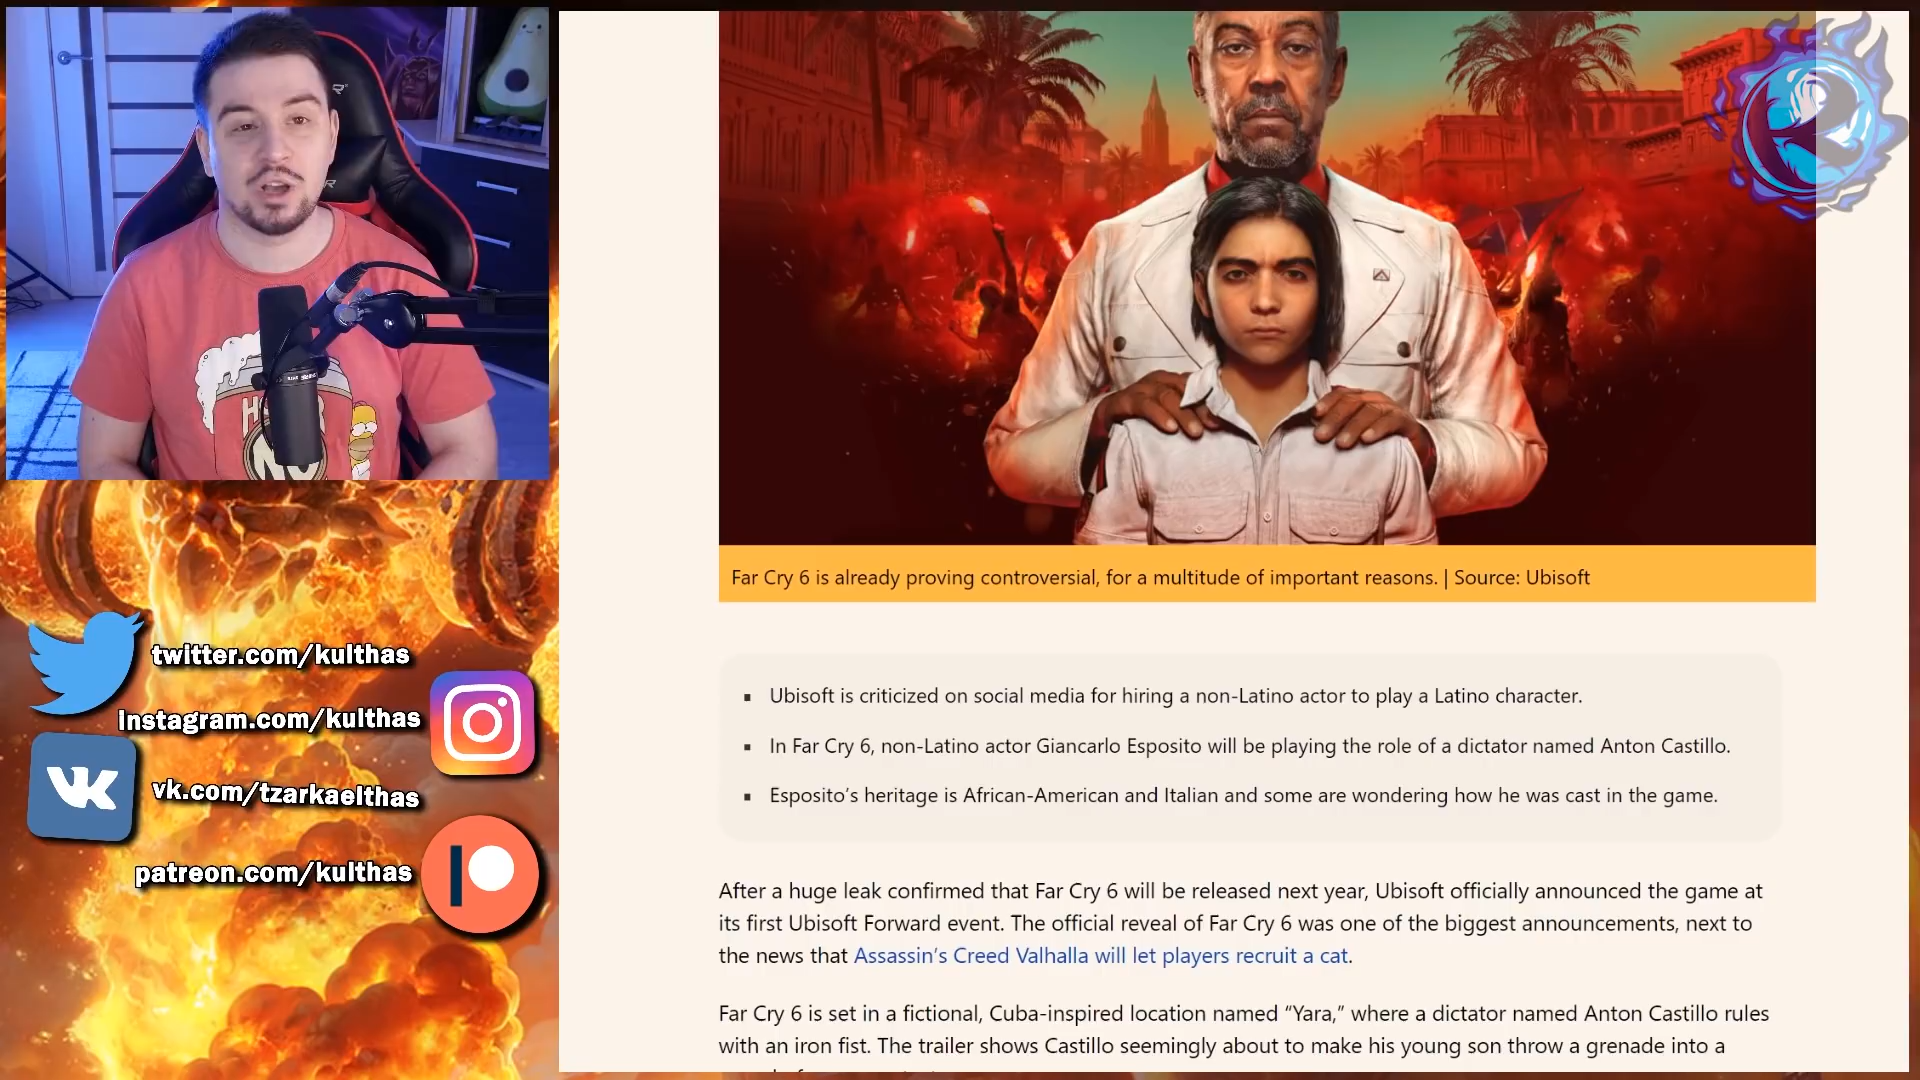 twitter.com/kulthas
instagram.com/kulthas
vk.com/tzarkaelthas
patreon.com/kulthas
Far Cry 6 is already proving controversial, for a multitude of important reasons. | Source: Ubisoft
▪ Ubisoft is criticized on social media for hiring a non-Latino actor to play a Latino character.
▪ In Far Cry 6, non-Latino actor Giancarlo Esposito will be playing the role of a dictator named Anton Castillo.
▪ Esposito’s heritage is African-American and Italian and some are wondering how he was cast in the game.
After a huge leak confirmed that Far Cry 6 will be released next year, Ubisoft officially announced the game at
its first Ubisoft Forward event. The official reveal of Far Cry 6 was one of the biggest announcements, next to
the news that Assassin’s Creed Valhalla will let players recruit a cat.
Far Cry 6 is set in a fictional, Cuba-inspired location named “Yara,” where a dictator named Anton Castillo rules
with an iron fist. The trailer shows Castillo seemingly about to make his young son throw a grenade into a